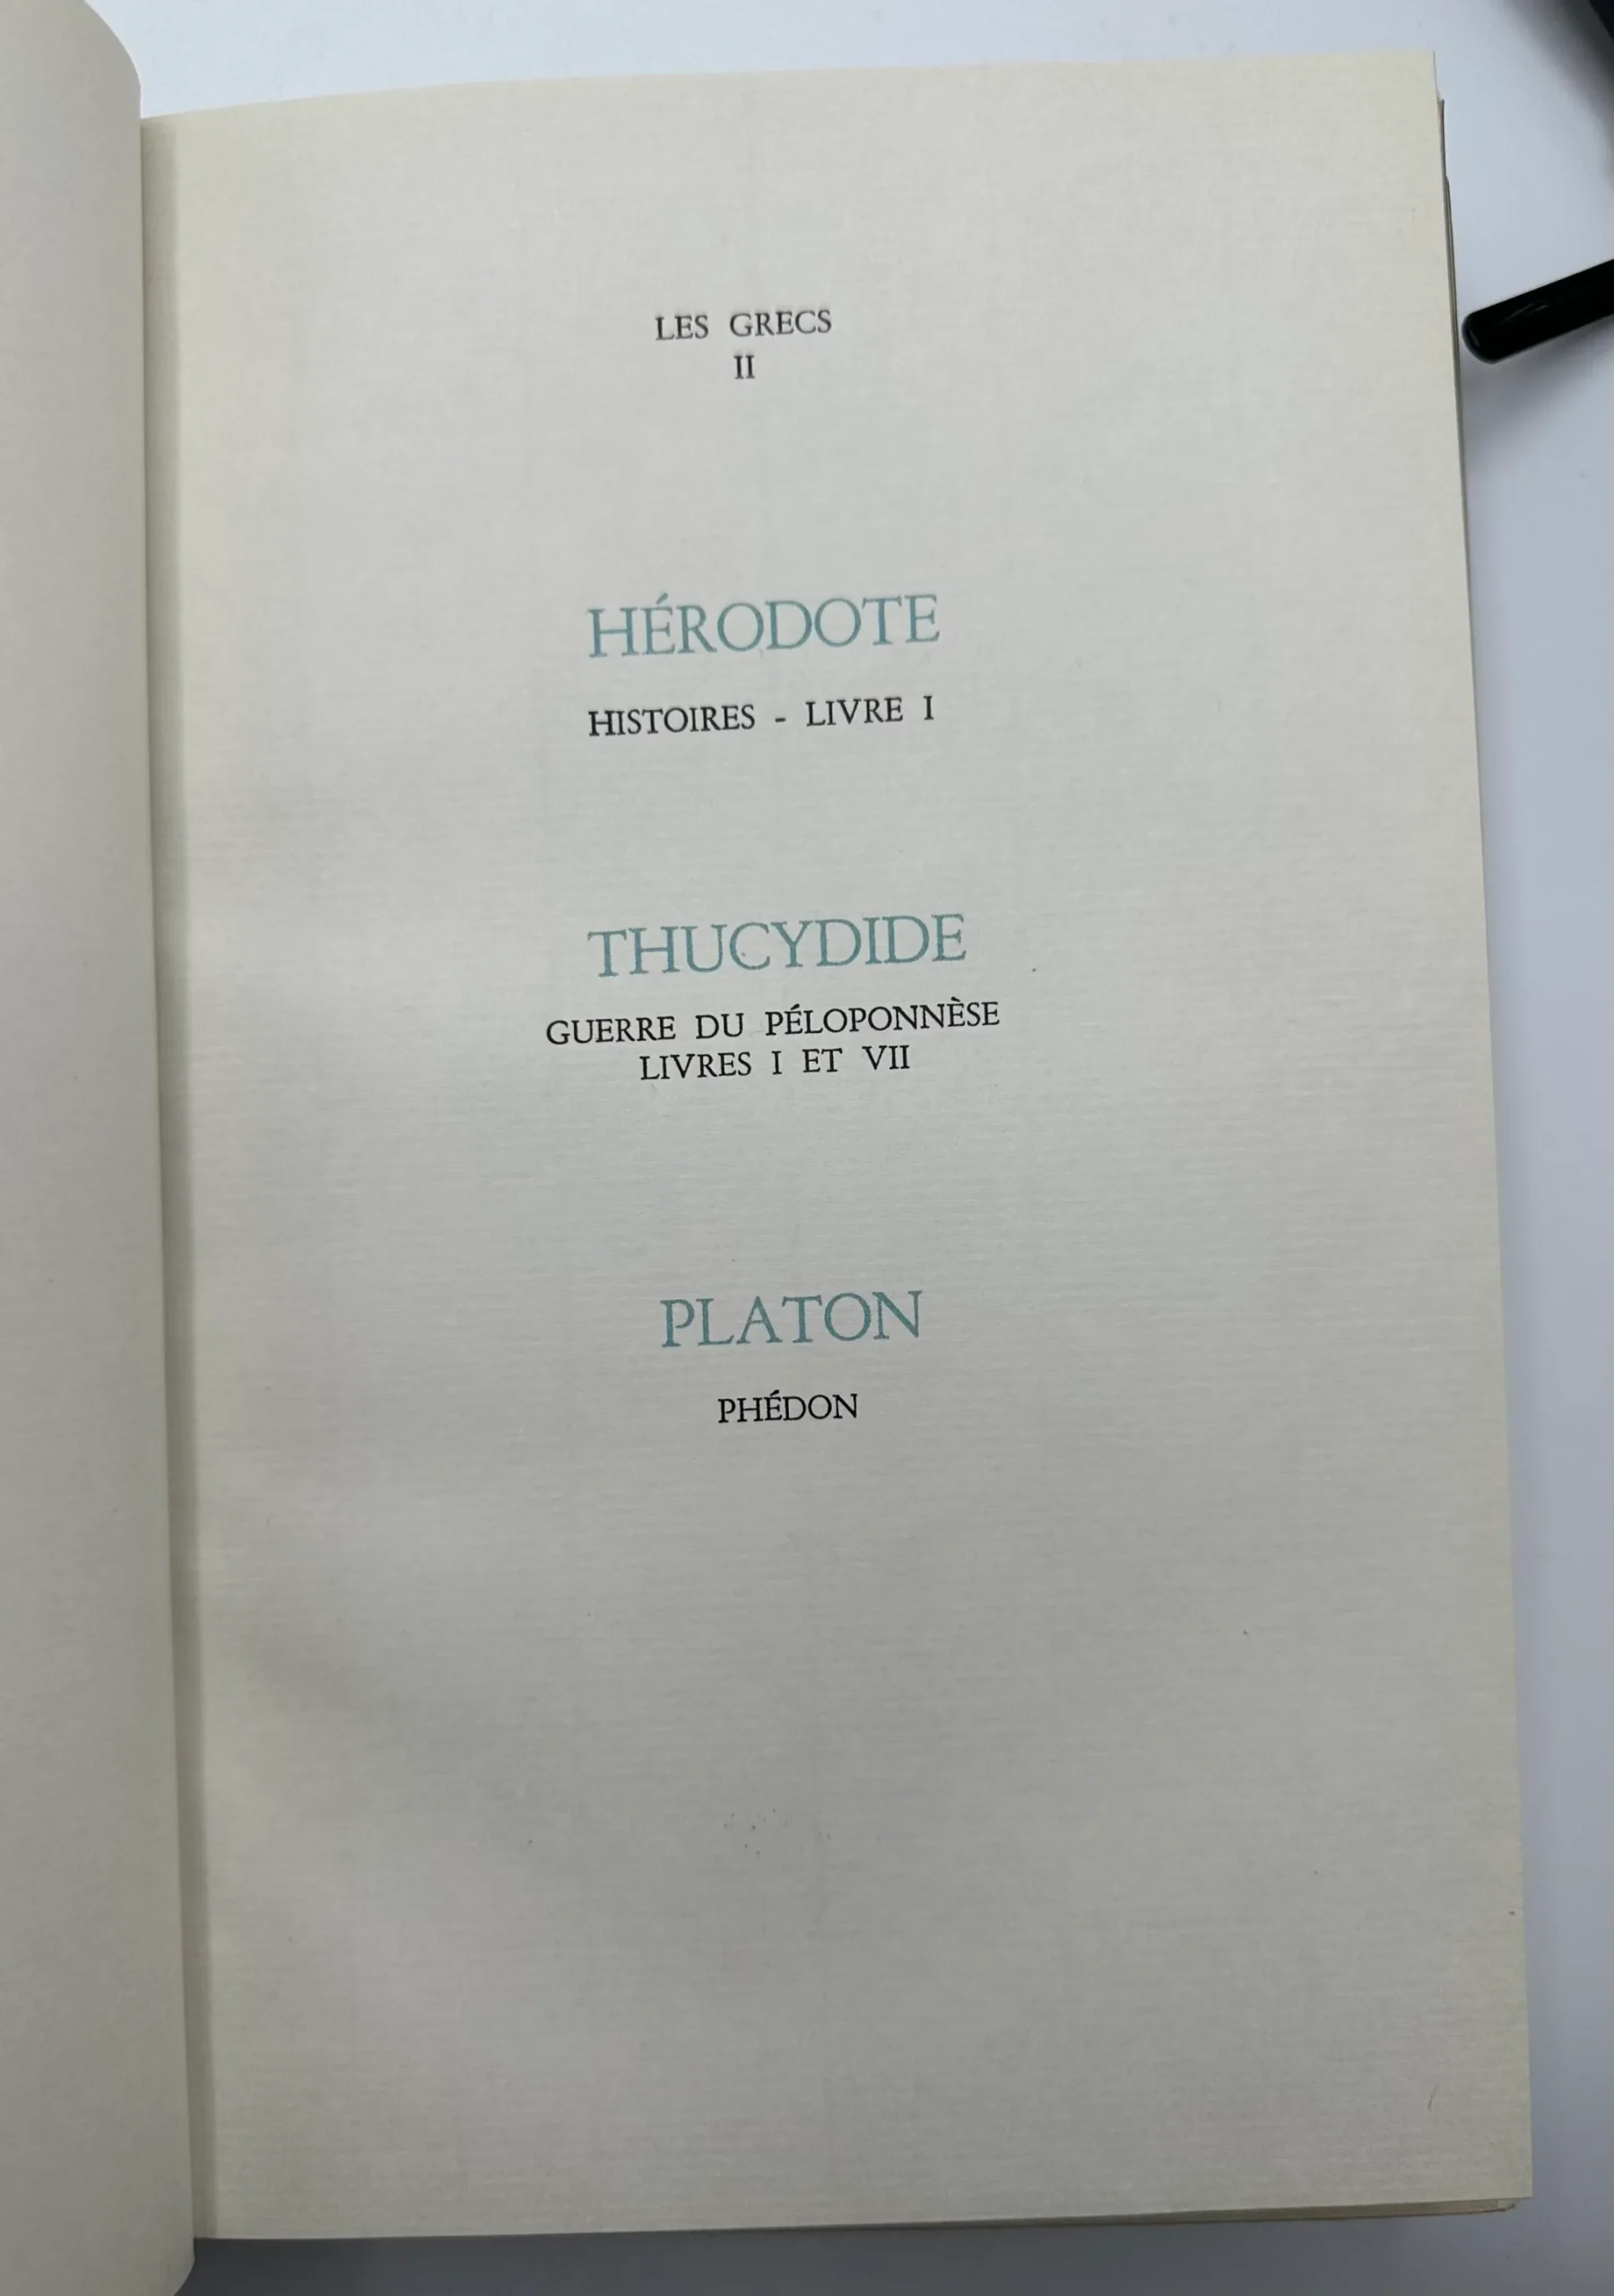 LES GRECS
II
HÉRODOTE
HISTOIRES - LIVRE I
THUCYDIDE
GUERRE DU PÉLOPONNÈSE
LIVRES I ET VII
PLATON
PHÉDON